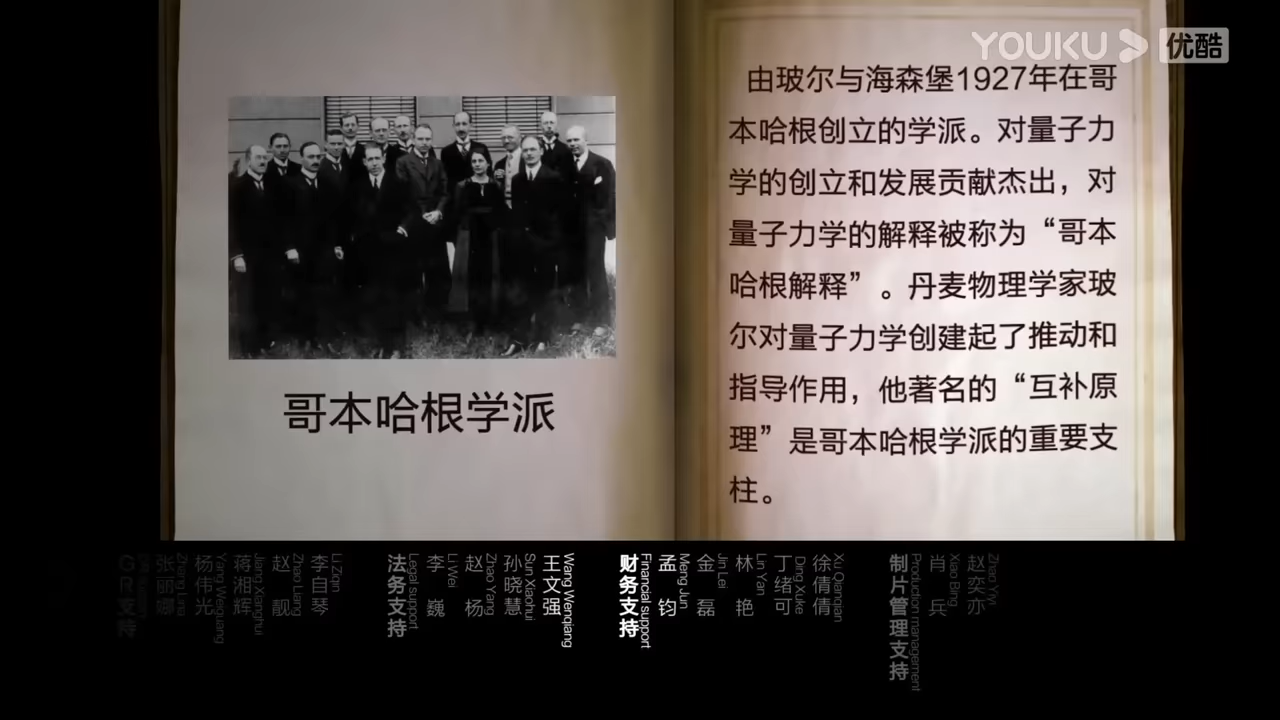 YOUKU 优酷
由玻尔与海森堡1927年在哥
本哈根创立的学派。对量子力
学的创立和发展贡献杰出，对
量子力学的解释被称为“哥本
哈根解释”。丹麦物理学家玻
尔对量子力学创建起了推动和
指导作用，他著名的“互补原
理”是哥本哈根学派的重要支
柱。
哥本哈根学派
GR支持
张丽娜
杨伟光
Yang Weiguang
蒋湘辉
Jiang Xianghui
赵靓
Zhao Liang
李自琴
Li Ziqin
法务支持
Legal support
李巍
Li Wei
赵杨
Zhao Yang
孙晓慧
Sun Xiaohui
王文强
Wang Wenqiang
财务支持
Financial support
孟钧
Meng Jun
金磊
Jin Lei
林艳
Lin Yan
丁绪可
Ding Xuke
徐倩倩
Xu Qianqian
制片管理支持
Production management
肖兵
Xiao Bing
赵奕亦
Zhao Yiyi